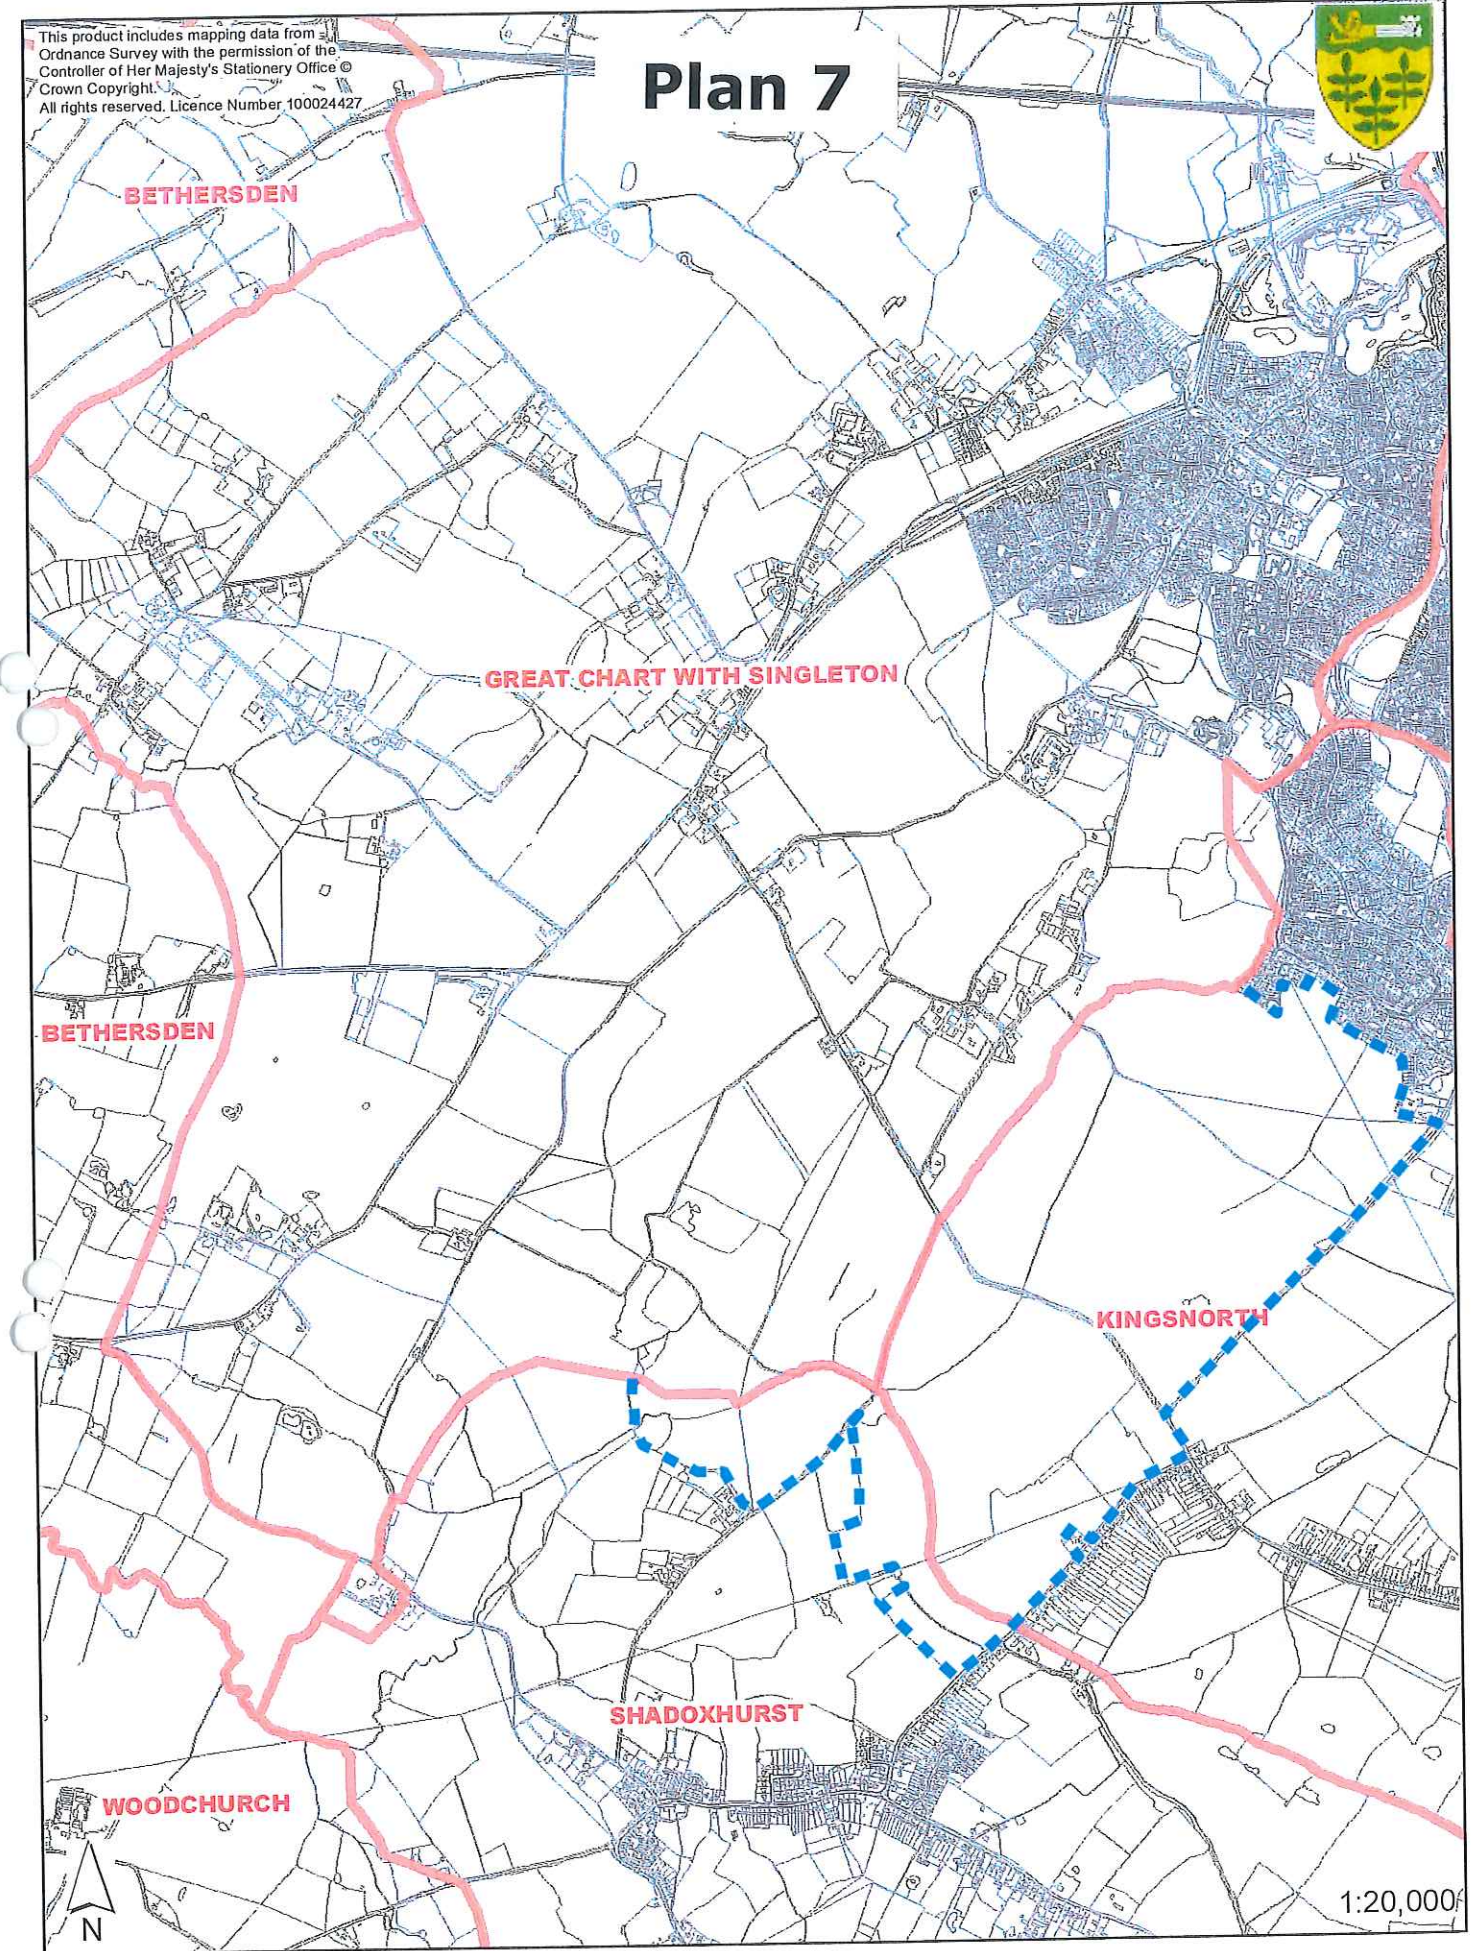 This product includes mapping data from
Ordnance Survey with the permission of the
Controller of Her Majesty's Stationery Office ©
Crown Copyright.
All rights reserved. Licence Number 100024427
Plan 7
BETHERSDEN
GREAT CHART WITH SINGLETON
BETHERSDEN
KINGSNORTH
SHADOXHURST
WOODCHURCH
N
1:20,000